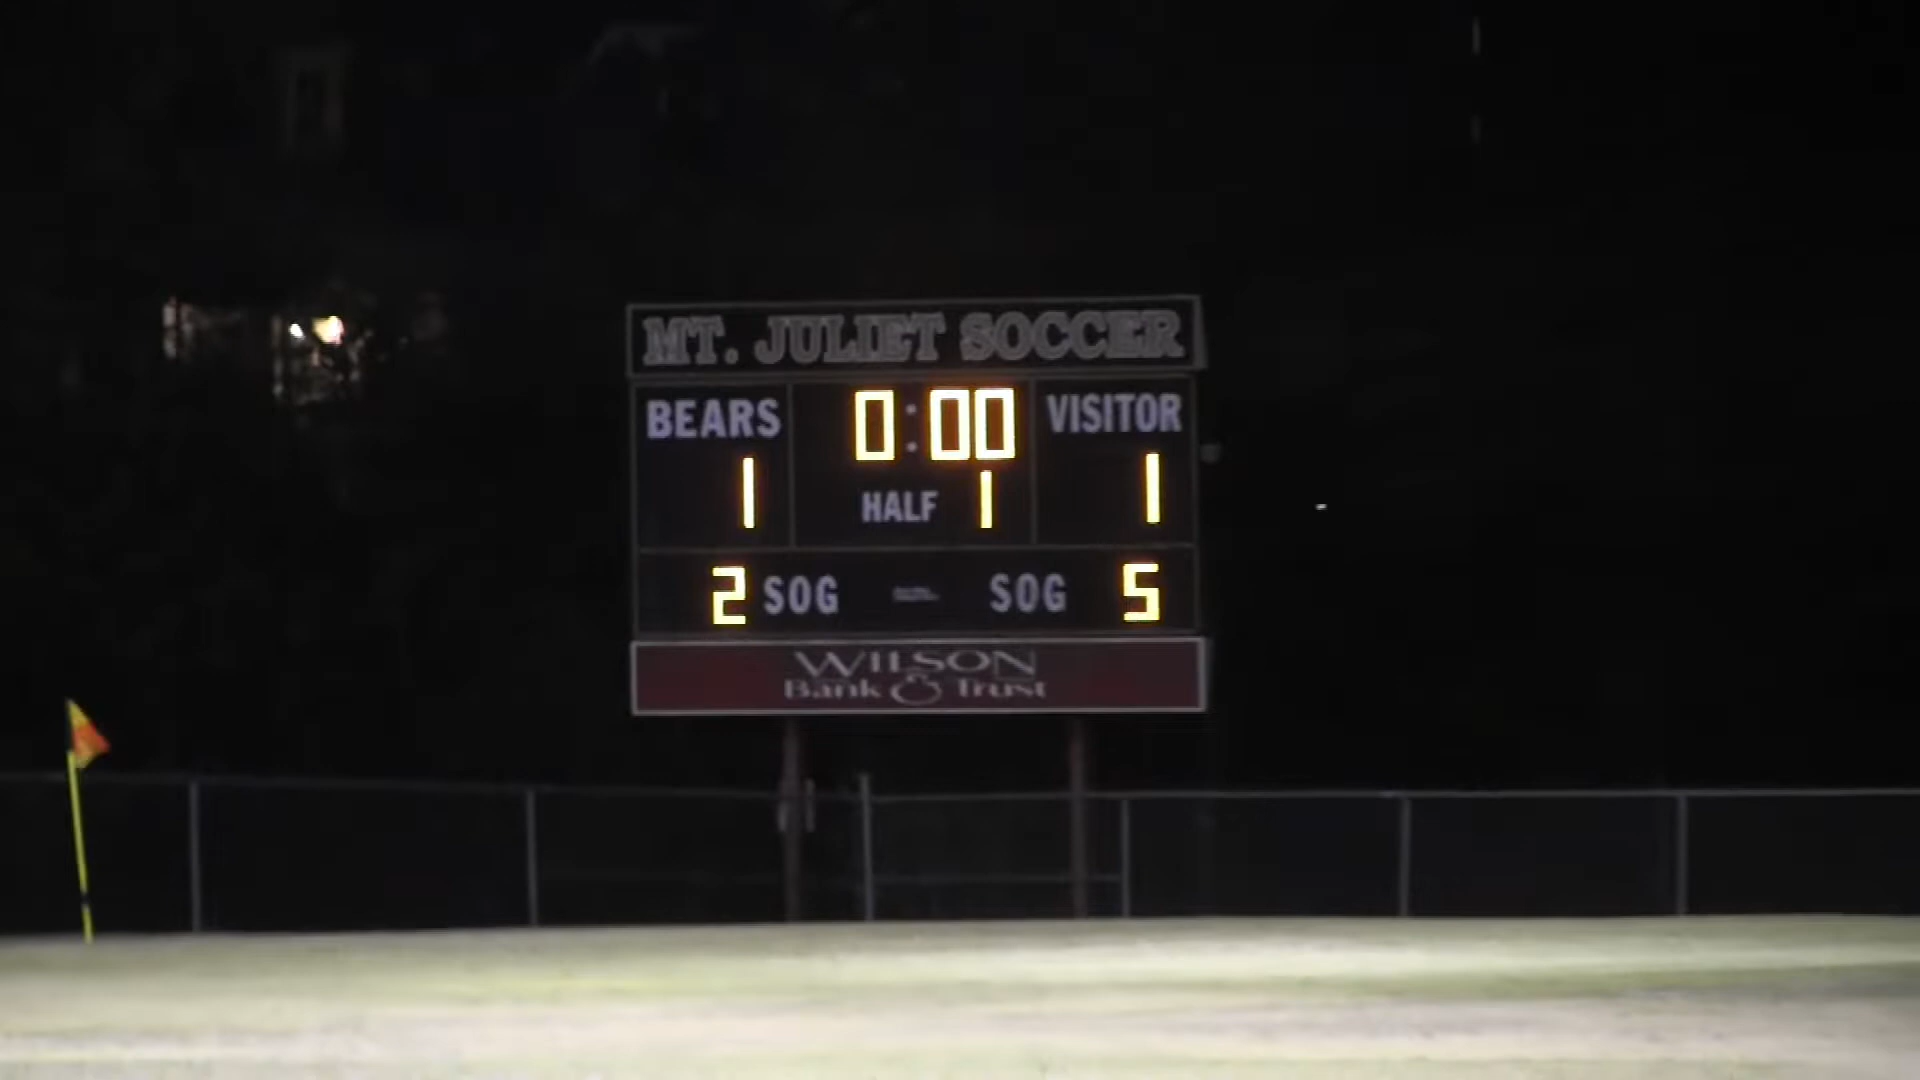 MT. JULIET SOCCER
BEARS 0:00 VISITOR
1 HALF 1 1
2 SOG SOG 5
WILSON
Bank & Trust